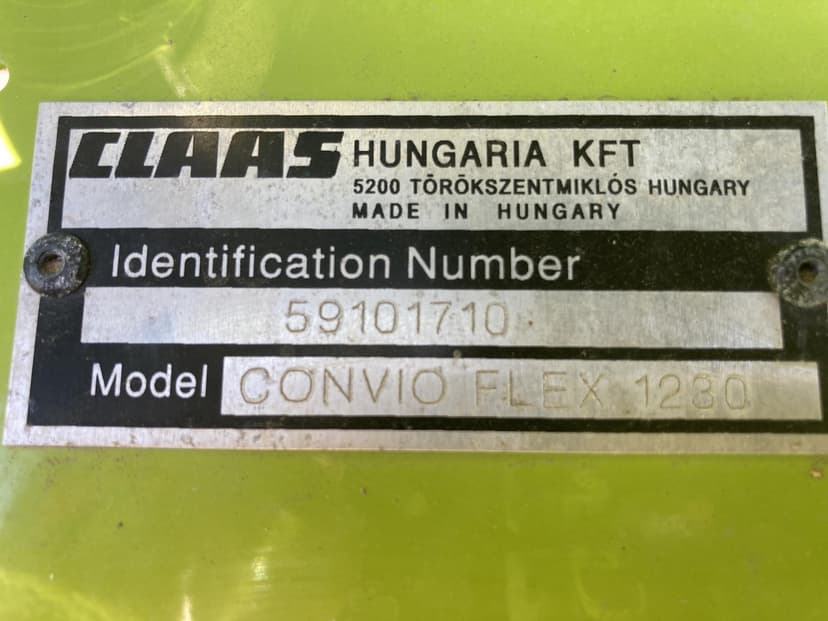 CLAAS HUNGARIA KFT
5200 TÖRÖKSZENTMIKLÓS HUNGARY
MADE IN HUNGARY
Identification Number
59101710
Model CONVIO FLEX 1230